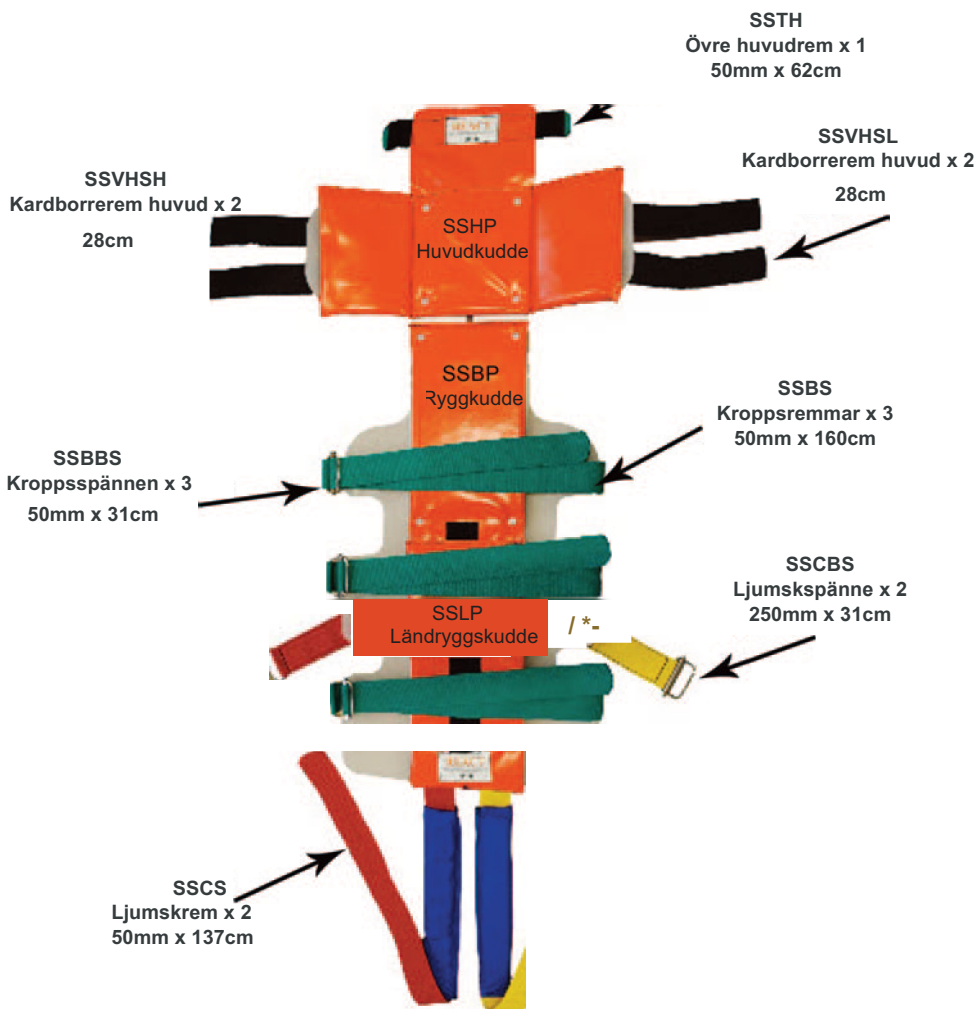 SSTH
Övre huvudrem x 1
50mm x 62cm
SSVHSL
Kardborrerem huvud x 2
28cm
SSVHSH
Kardborrerem huvud x 2
28cm
SSHP
Huvudkudde
SSBP
Ryggkudde
SSBS
Kroppsremmar x 3
50mm x 160cm
SSBBS
Kroppsspännen x 3
50mm x 31cm
SSCBS
Ljumskspänne x 2
250mm x 31cm
SSLP
Ländryggskudde
/ *-
SSCS
Ljumskrem x 2
50mm x 137cm